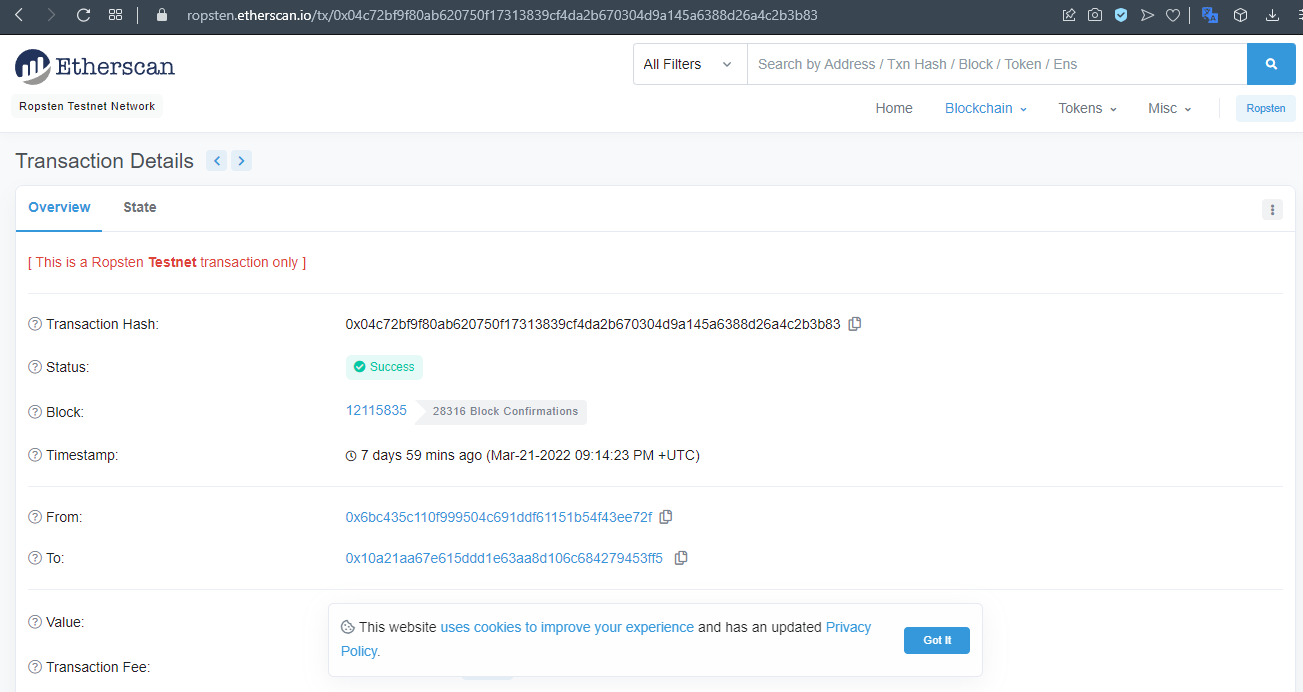 ropsten.etherscan.io/tx/0x04c72bf9f80ab620750f17313839cf4da2b670304d9a145a6388d26a4c2b3b83
Etherscan
All Filters
Search by Address / Txn Hash / Block / Token / Ens
Ropsten Testnet Network
Home
Blockchain
Tokens
Misc
Ropsten
Transaction Details
Overview
State
[ This is a Ropsten Testnet transaction only ]
Transaction Hash:
0x04c72bf9f80ab620750f17313839cf4da2b670304d9a145a6388d26a4c2b3b83
Status:
Success
Block:
12115835
28316 Block Confirmations
Timestamp:
7 days 59 mins ago (Mar-21-2022 09:14:23 PM +UTC)
From:
0x6bc435c110f999504c691ddf61151b54f43ee72f
To:
0x10a21aa67e615ddd1e63aa8d106c684279453ff5
Value:
This website uses cookies to improve your experience and has an updated Privacy
Policy.
Got It
Transaction Fee: